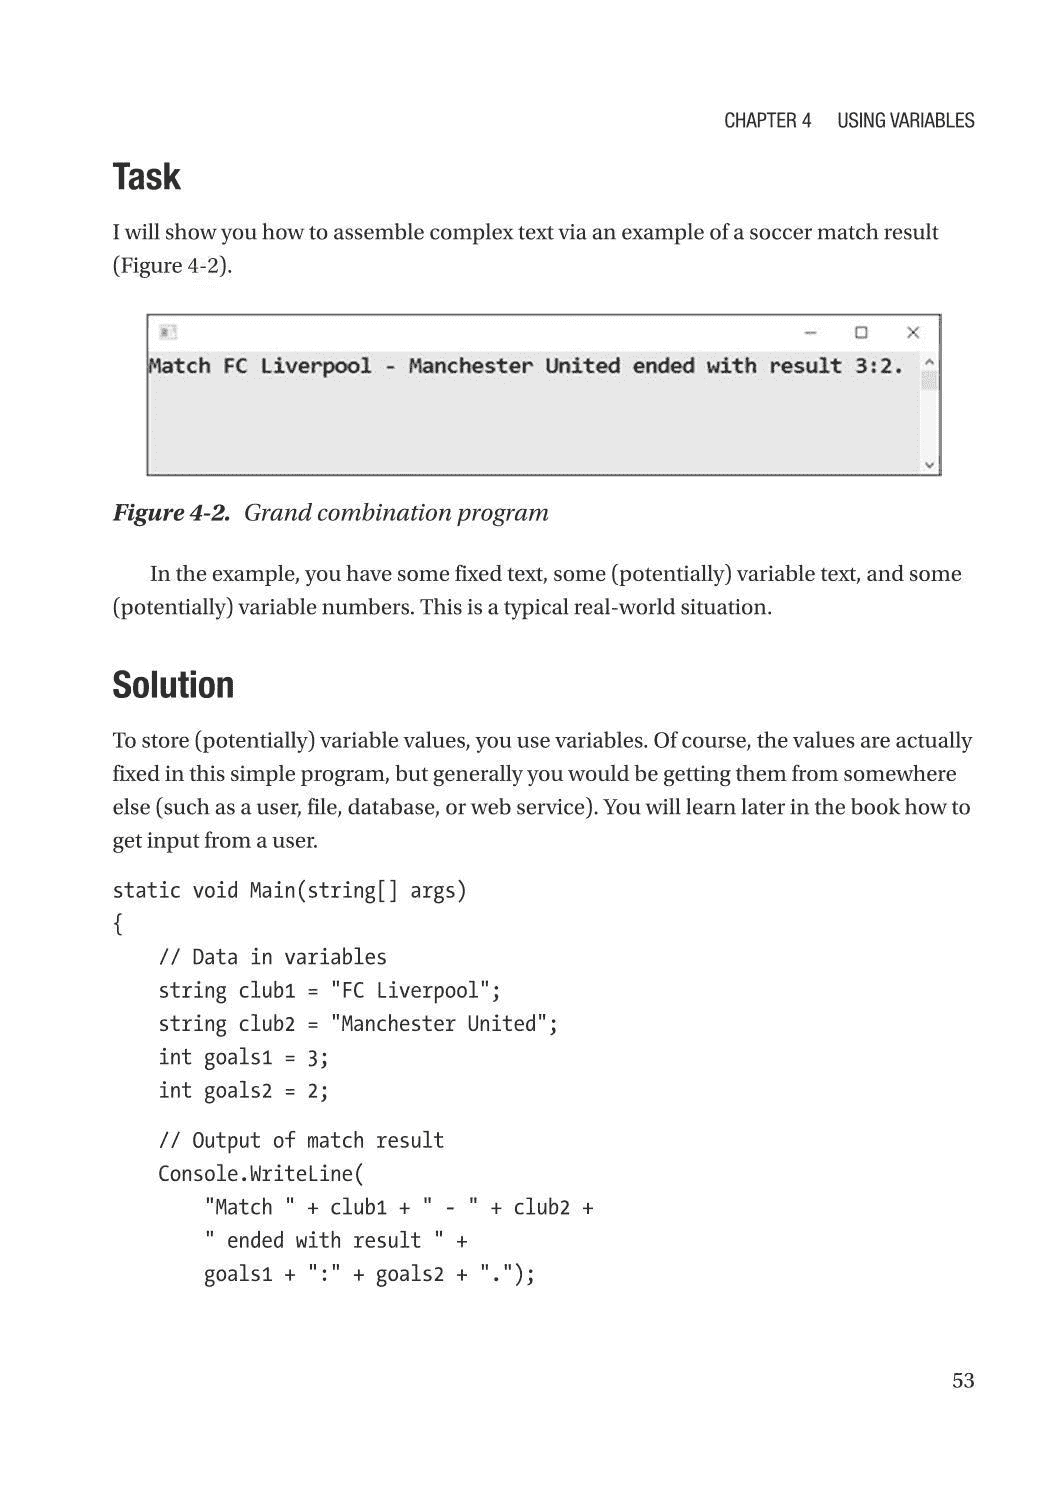 CHAPTER 4 USING VARIABLES
Task
I will show you how to assemble complex text via an example of a soccer match result
(Figure 4-2).
Match FC Liverpool - Manchester United ended with result 3:2.
Figure 4-2. Grand combination program
In the example, you have some fixed text, some (potentially) variable text, and some
(potentially) variable numbers. This is a typical real-world situation.
Solution
To store (potentially) variable values, you use variables. Of course, the values are actually
fixed in this simple program, but generally you would be getting them from somewhere
else (such as a user, file, database, or web service). You will learn later in the book how to
get input from a user.
static void Main(string[] args)
{
    // Data in variables
    string club1 = "FC Liverpool";
    string club2 = "Manchester United";
    int goals1 = 3;
    int goals2 = 2;
    // Output of match result
    Console.WriteLine(
        "Match " + club1 + " - " + club2 +
        " ended with result " +
        goals1 + ":" + goals2 + ".");
53